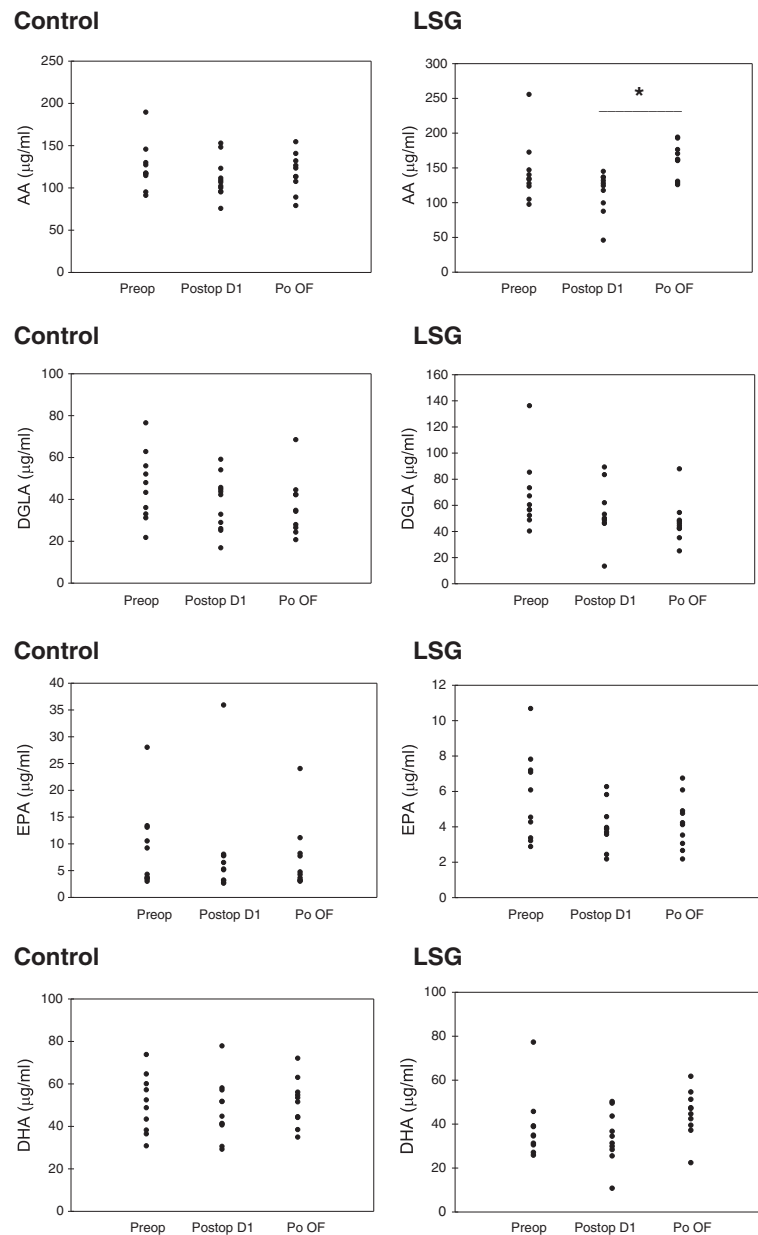 Control
LSG
250
200
150
100
50
0
AA (μg/ml)
Preop Postop D1 Po OF
300
250
200
150
100
50
0
AA (μg/ml)
*
Preop Postop D1 Po OF
Control
LSG
100
80
60
40
20
0
DGLA (μg/ml)
Preop Postop D1 Po OF
160
140
120
100
80
60
40
20
0
DGLA (μg/ml)
Preop Postop D1 Po OF
Control
LSG
40
35
30
25
20
15
10
5
0
EPA (μg/ml)
Preop Postop D1 Po OF
12
10
8
6
4
2
0
EPA (μg/ml)
Preop Postop D1 Po OF
Control
LSG
100
80
60
40
20
0
DHA (μg/ml)
Preop Postop D1 Po OF
100
80
60
40
20
0
DHA (μg/ml)
Preop Postop D1 Po OF